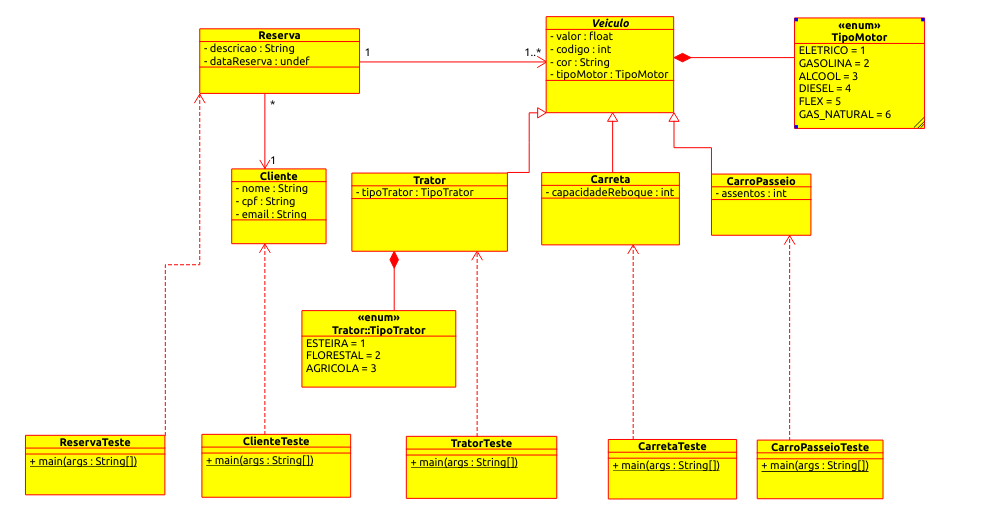 Reserva
- descricao : String
- dataReserva : undef
1
1..*
Veiculo
- valor : float
- codigo : int
- cor : String
- tipoMotor : TipoMotor
«enum»
TipoMotor
ELETRICO = 1
GASOLINA = 2
ALCOOL = 3
DIESEL = 4
FLEX = 5
GAS_NATURAL = 6
*
1
Cliente
- nome : String
- cpf : String
- email : String
Trator
- tipoTrator : TipoTrator
Carreta
- capacidadeReboque : int
CarroPasseio
- assentos : int
«enum»
Trator::TipoTrator
ESTEIRA = 1
FLORESTAL = 2
AGRICOLA = 3
ReservaTeste
+ main(args : String[])
ClienteTeste
+ main(args : String[])
TratorTeste
+ main(args : String[])
CarretaTeste
+ main(args : String[])
CarroPasseioTeste
+ main(args : String[])